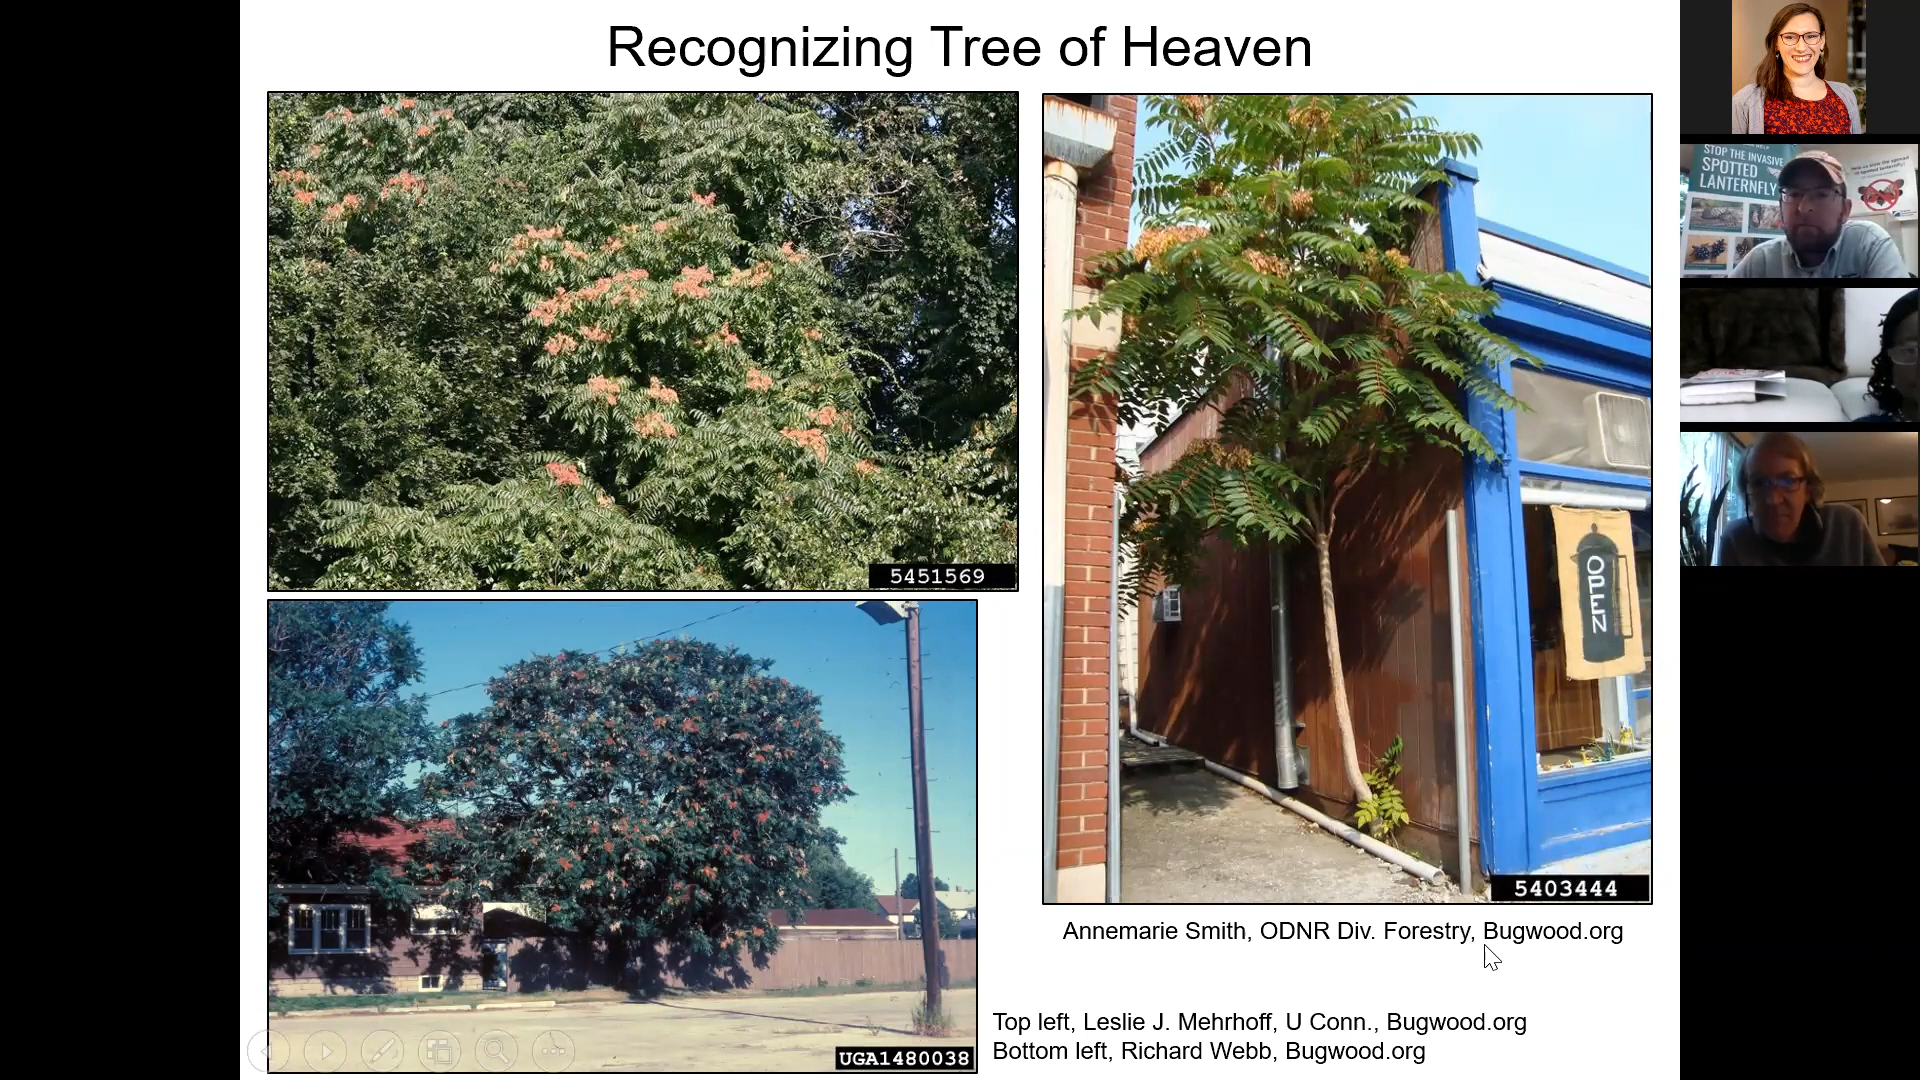 Recognizing Tree of Heaven
5451569
5403444
OPEN
UGA1480038
Annemarie Smith, ODNR Div. Forestry, Bugwood.org
Top left, Leslie J. Mehrhoff, U Conn., Bugwood.org
Bottom left, Richard Webb, Bugwood.org
STOP THE INVASIVE
SPOTTED
LANTERNFLY